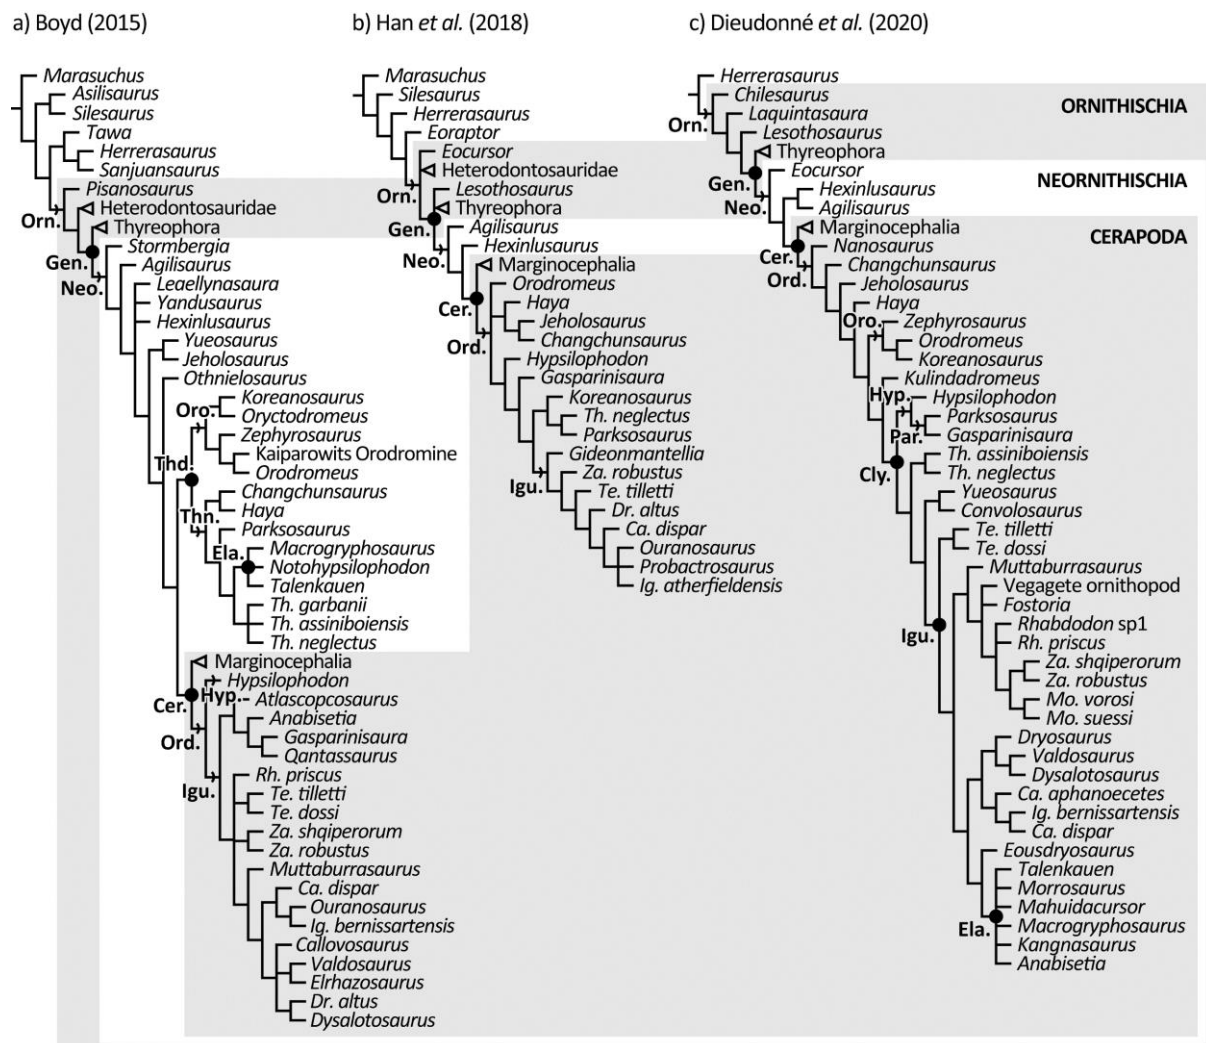 a) Boyd (2015)
Marasuchus
Asilisaurus
Silesaurus
Tawa
Herrerasaurus
Sanjuansaurus
Pisanosaurus
Heterodontosauridae
Orn.
Thyreophora
Stormbergia
Gen.
Agilisaurus
Neo.
Leaellynasaura
Yandusaurus
Hexinlusaurus
Yueosaurus
Jeholosaurus
Othnielosaurus
Koreanosaurus
Oro.
Oryctodromeus
Zephyrosaurus
Kaiparowits Orodromine
Thd.
Orodromeus
Changchunsaurus
Haya
Thn.
Parksosaurus
Ela.
Macrogryphosaurus
Notohypsilophodon
Talenkauen
Th. garbanii
Th. assiniboiensis
Th. neglectus
Marginocephalia
Hypsilophodon
Hyp.
Cer.
Atlascopcosaurus
Anabisetia
Ord.
Gasparinisaura
Qantassaurus
Rh. priscus
Igu.
Te. tilletti
Te. dossi
Za. shqiperorum
Za. robustus
Muttaburrasaurus
Ca. dispar
Ouranosaurus
Ig. bernissartensis
Callovosaurus
Valdosaurus
Elrhazosaurus
Dr. altus
Dysalotosaurus
b) Han et al. (2018)
Marasuchus
Silesaurus
Herrerasaurus
Eoraptor
Eocursor
Heterodontosauridae
Orn.
Lesothosaurus
Thyreophora
Gen.
Agilisaurus
Hexinlusaurus
Neo.
Marginocephalia
Orodromeus
Cer.
Haya
Jeholosaurus
Changchunsaurus
Ord.
Hypsilophodon
Gasparinisaura
Koreanosaurus
Th. neglectus
Parksosaurus
Gideonmantellia
Za. robustus
Igu.
Te. tilletti
Dr. altus
Ca. dispar
Ouranosaurus
Probactrosaurus
Ig. atherfieldensis
c) Dieudonné et al. (2020)
Herrerasaurus
Chilesaurus
ORNITHISCHIA
Laquintasaura
Orn.
Lesothosaurus
Thyreophora
Eocursor
NEORNITHISCHIA
Gen.
Hexinlusaurus
Neo.
Agilisaurus
Marginocephalia
CERAPODA
Nanosaurus
Cer.
Changchunsaurus
Ord.
Jeholosaurus
Haya
Oro.
Zephyrosaurus
Orodromeus
Koreanosaurus
Kulindadromeus
Hyp.
Hypsilophodon
Parksosaurus
Par.
Gasparinisaura
Th. assiniboiensis
Cly.
Th. neglectus
Yueosaurus
Convolosaurus
Te. tilletti
Te. dossi
Muttaburrasaurus
Vegagete ornithopod
Fostoria
Rhabdodon sp1
Igu.
Rh. priscus
Za. shqiperorum
Za. robustus
Mo. vorosi
Mo. suessi
Dryosaurus
Valdosaurus
Dysalotosaurus
Ca. aphanoecetes
Ig. bernissartensis
Ca. dispar
Eousdryosaurus
Talenkauen
Morrosaurus
Mahuidacursor
Ela.
Macrogryphosaurus
Kangnasaurus
Anabisetia